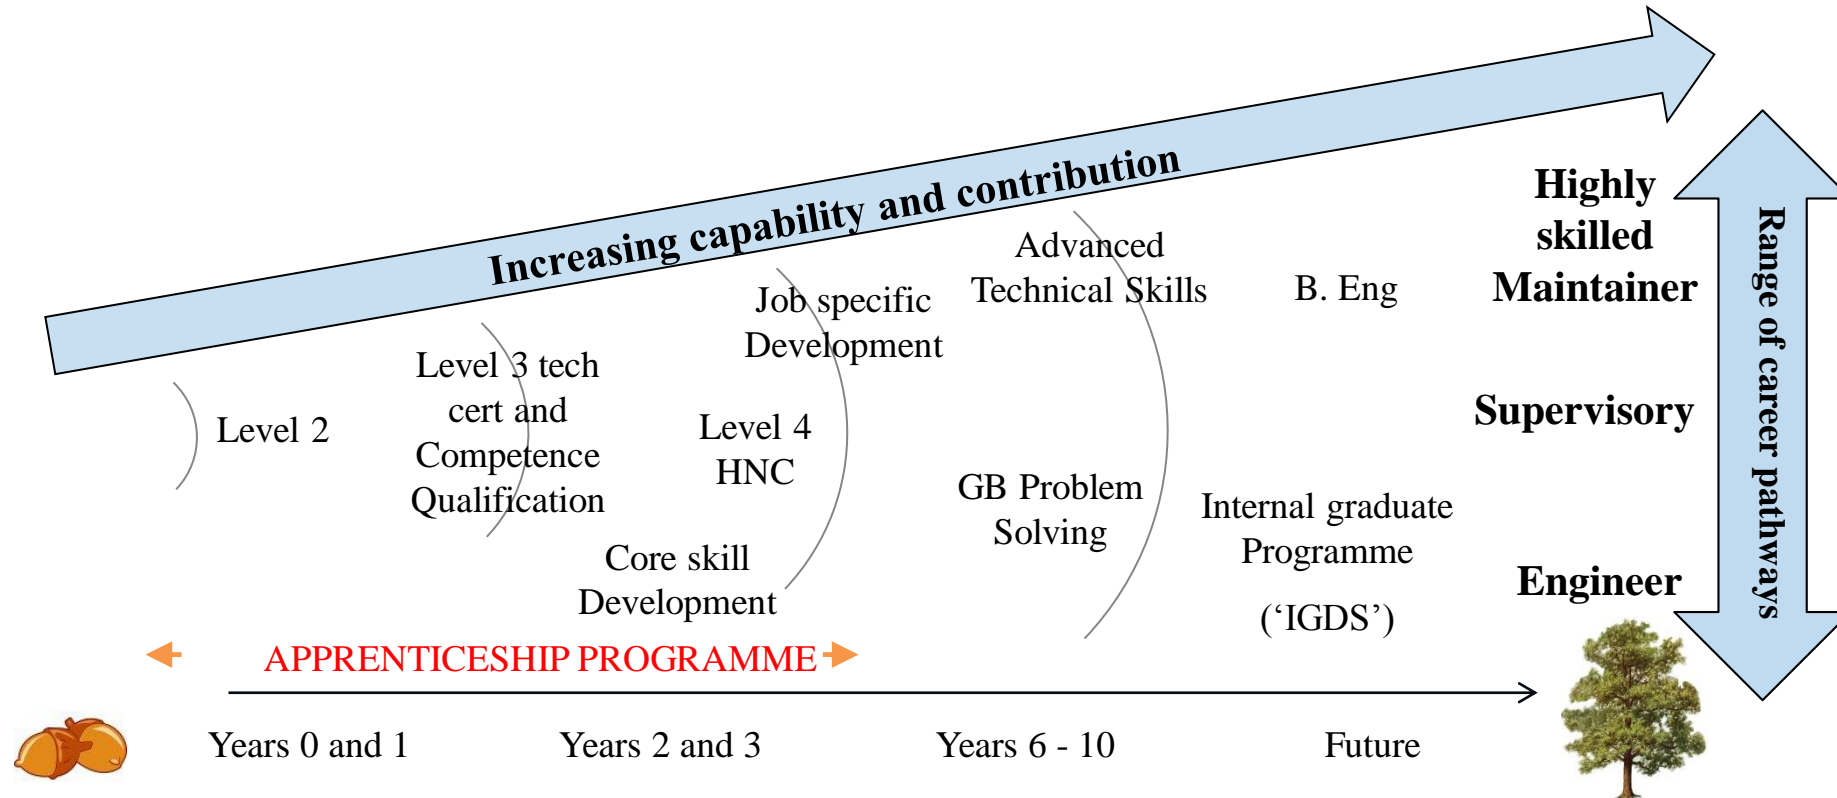 Increasing capability and contribution
Level 2
Level 3 tech
cert and
Competence
Qualification
Job specific
Development
Level 4
HNC
Core skill
Development
Advanced
Technical Skills
GB Problem
Solving
B. Eng
Internal graduate
Programme
(‘IGDS’)
Highly
skilled
Maintainer
Supervisory
Engineer
Range of career pathways
APPRENTICESHIP PROGRAMME
Years 0 and 1
Years 2 and 3
Years 6 - 10
Future